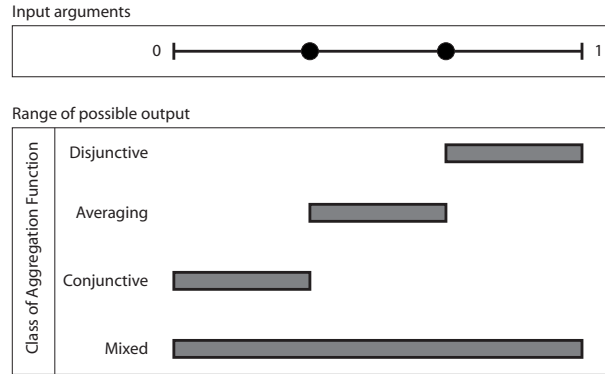 Input arguments
0 1
Range of possible output
Class of Aggregation Function
Disjunctive
Averaging
Conjunctive
Mixed